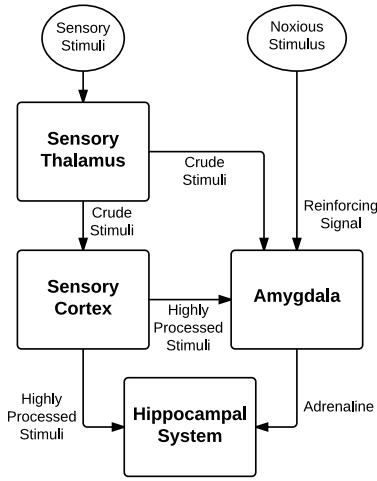 Sensory
Stimuli
Noxious
Stimulus
Sensory
Thalamus
Crude
Stimuli
Crude
Stimuli
Reinforcing
Signal
Sensory
Cortex
Highly
Processed
Stimuli
Amygdala
Highly
Processed
Stimuli
Hippocampal
System
Adrenaline